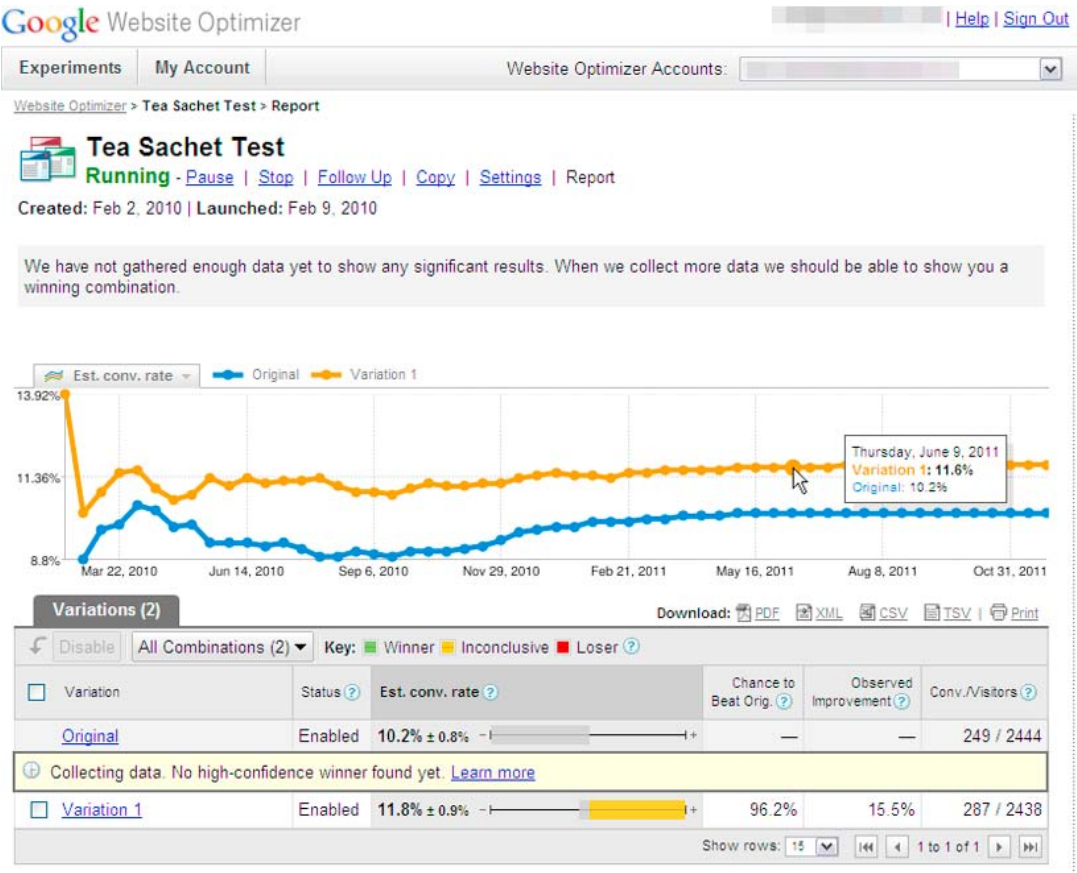 Google Website Optimizer
| Help | Sign Out
Experiments My Account Website Optimizer Accounts:
Website Optimizer > Tea Sachet Test > Report
Tea Sachet Test
Running - Pause | Stop | Follow Up | Copy | Settings | Report
Created: Feb 2, 2010 | Launched: Feb 9, 2010
We have not gathered enough data yet to show any significant results. When we collect more data we should be able to show you a
winning combination.
Est. conv. rate Original Variation 1
13.92%
11.36%
8.8%
Thursday, June 9, 2011
Variation 1: 11.6%
Original: 10.2%
Mar 22, 2010 Jun 14, 2010 Sep 6, 2010 Nov 29, 2010 Feb 21, 2011 May 16, 2011 Aug 8, 2011 Oct 31, 2011
Variations (2) Download: PDF XML CSV TSV | Print
Disable All Combinations (2) Key: Winner Inconclusive Loser ?
Variation Status ? Est. conv. rate ? Chance to Beat Orig. ? Observed Improvement ? Conv./Visitors ?
Original Enabled 10.2% ± 0.8% - + — — 249 / 2444
Collecting data. No high-confidence winner found yet. Learn more
Variation 1 Enabled 11.8% ± 0.9% - + 96.2% 15.5% 287 / 2438
Show rows: 15 1 to 1 of 1